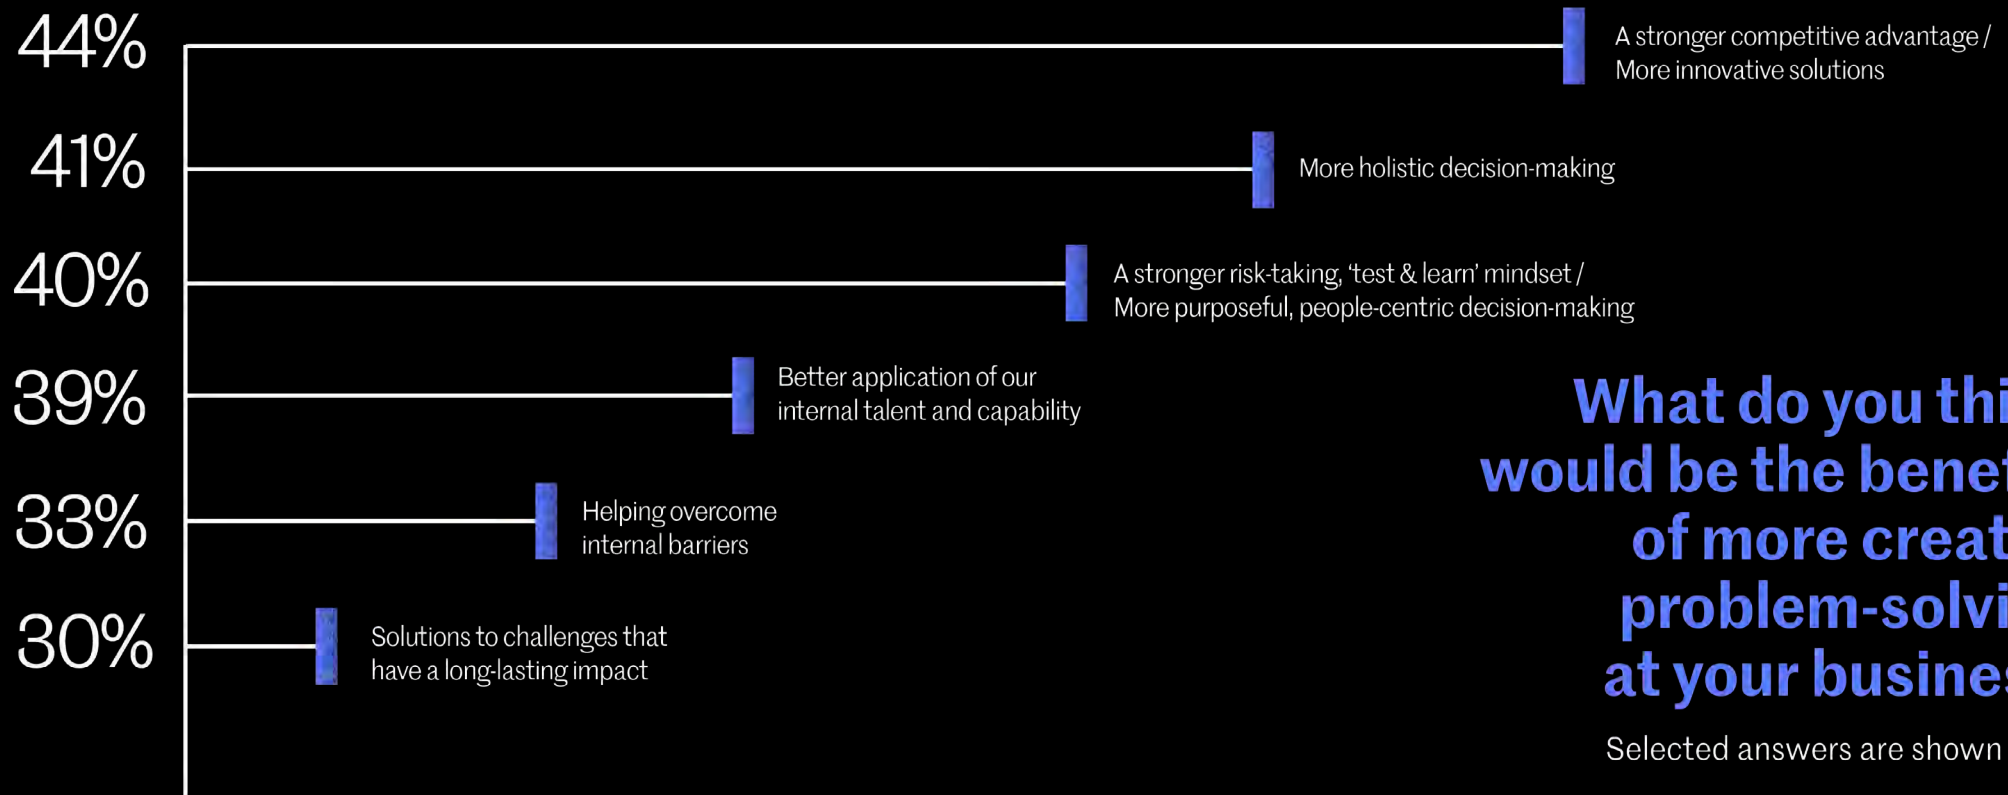 44%
A stronger competitive advantage /
More innovative solutions
41%
More holistic decision-making
40%
A stronger risk-taking, ‘test & learn’ mindset /
More purposeful, people-centric decision-making
39%
Better application of our
internal talent and capability
33%
Helping overcome
internal barriers
30%
Solutions to challenges that
have a long-lasting impact
What do you thi
would be the benef
of more creat
problem-solvi
at your busines
Selected answers are shown